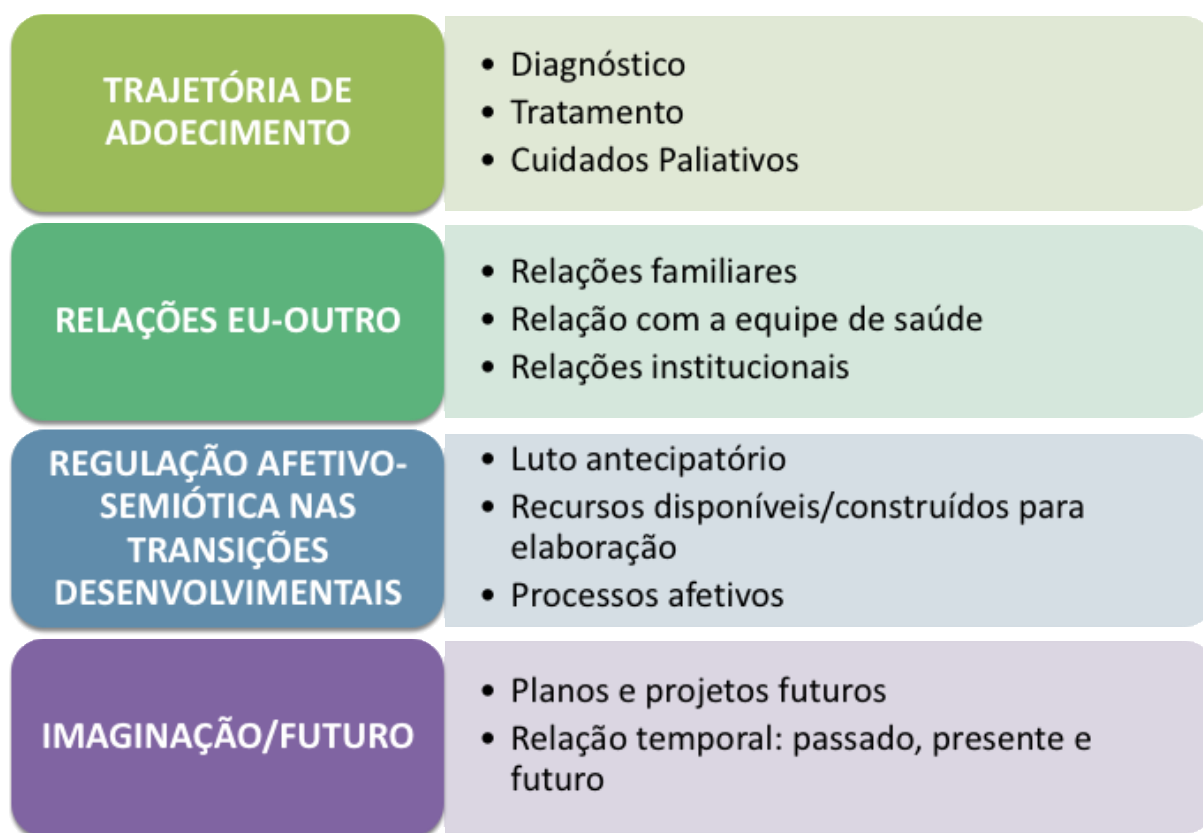 TRAJETÓRIA DE
ADOECIMENTO
• Diagnóstico
• Tratamento
• Cuidados Paliativos
RELAÇÕES EU-OUTRO
• Relações familiares
• Relação com a equipe de saúde
• Relações institucionais
REGULAÇÃO AFETIVO-
SEMIÓTICA NAS
TRANSIÇÕES
DESENVOLVIMENTAIS
• Luto antecipatório
• Recursos disponíveis/construídos para
elaboração
• Processos afetivos
IMAGINAÇÃO/FUTURO
• Planos e projetos futuros
• Relação temporal: passado, presente e
futuro